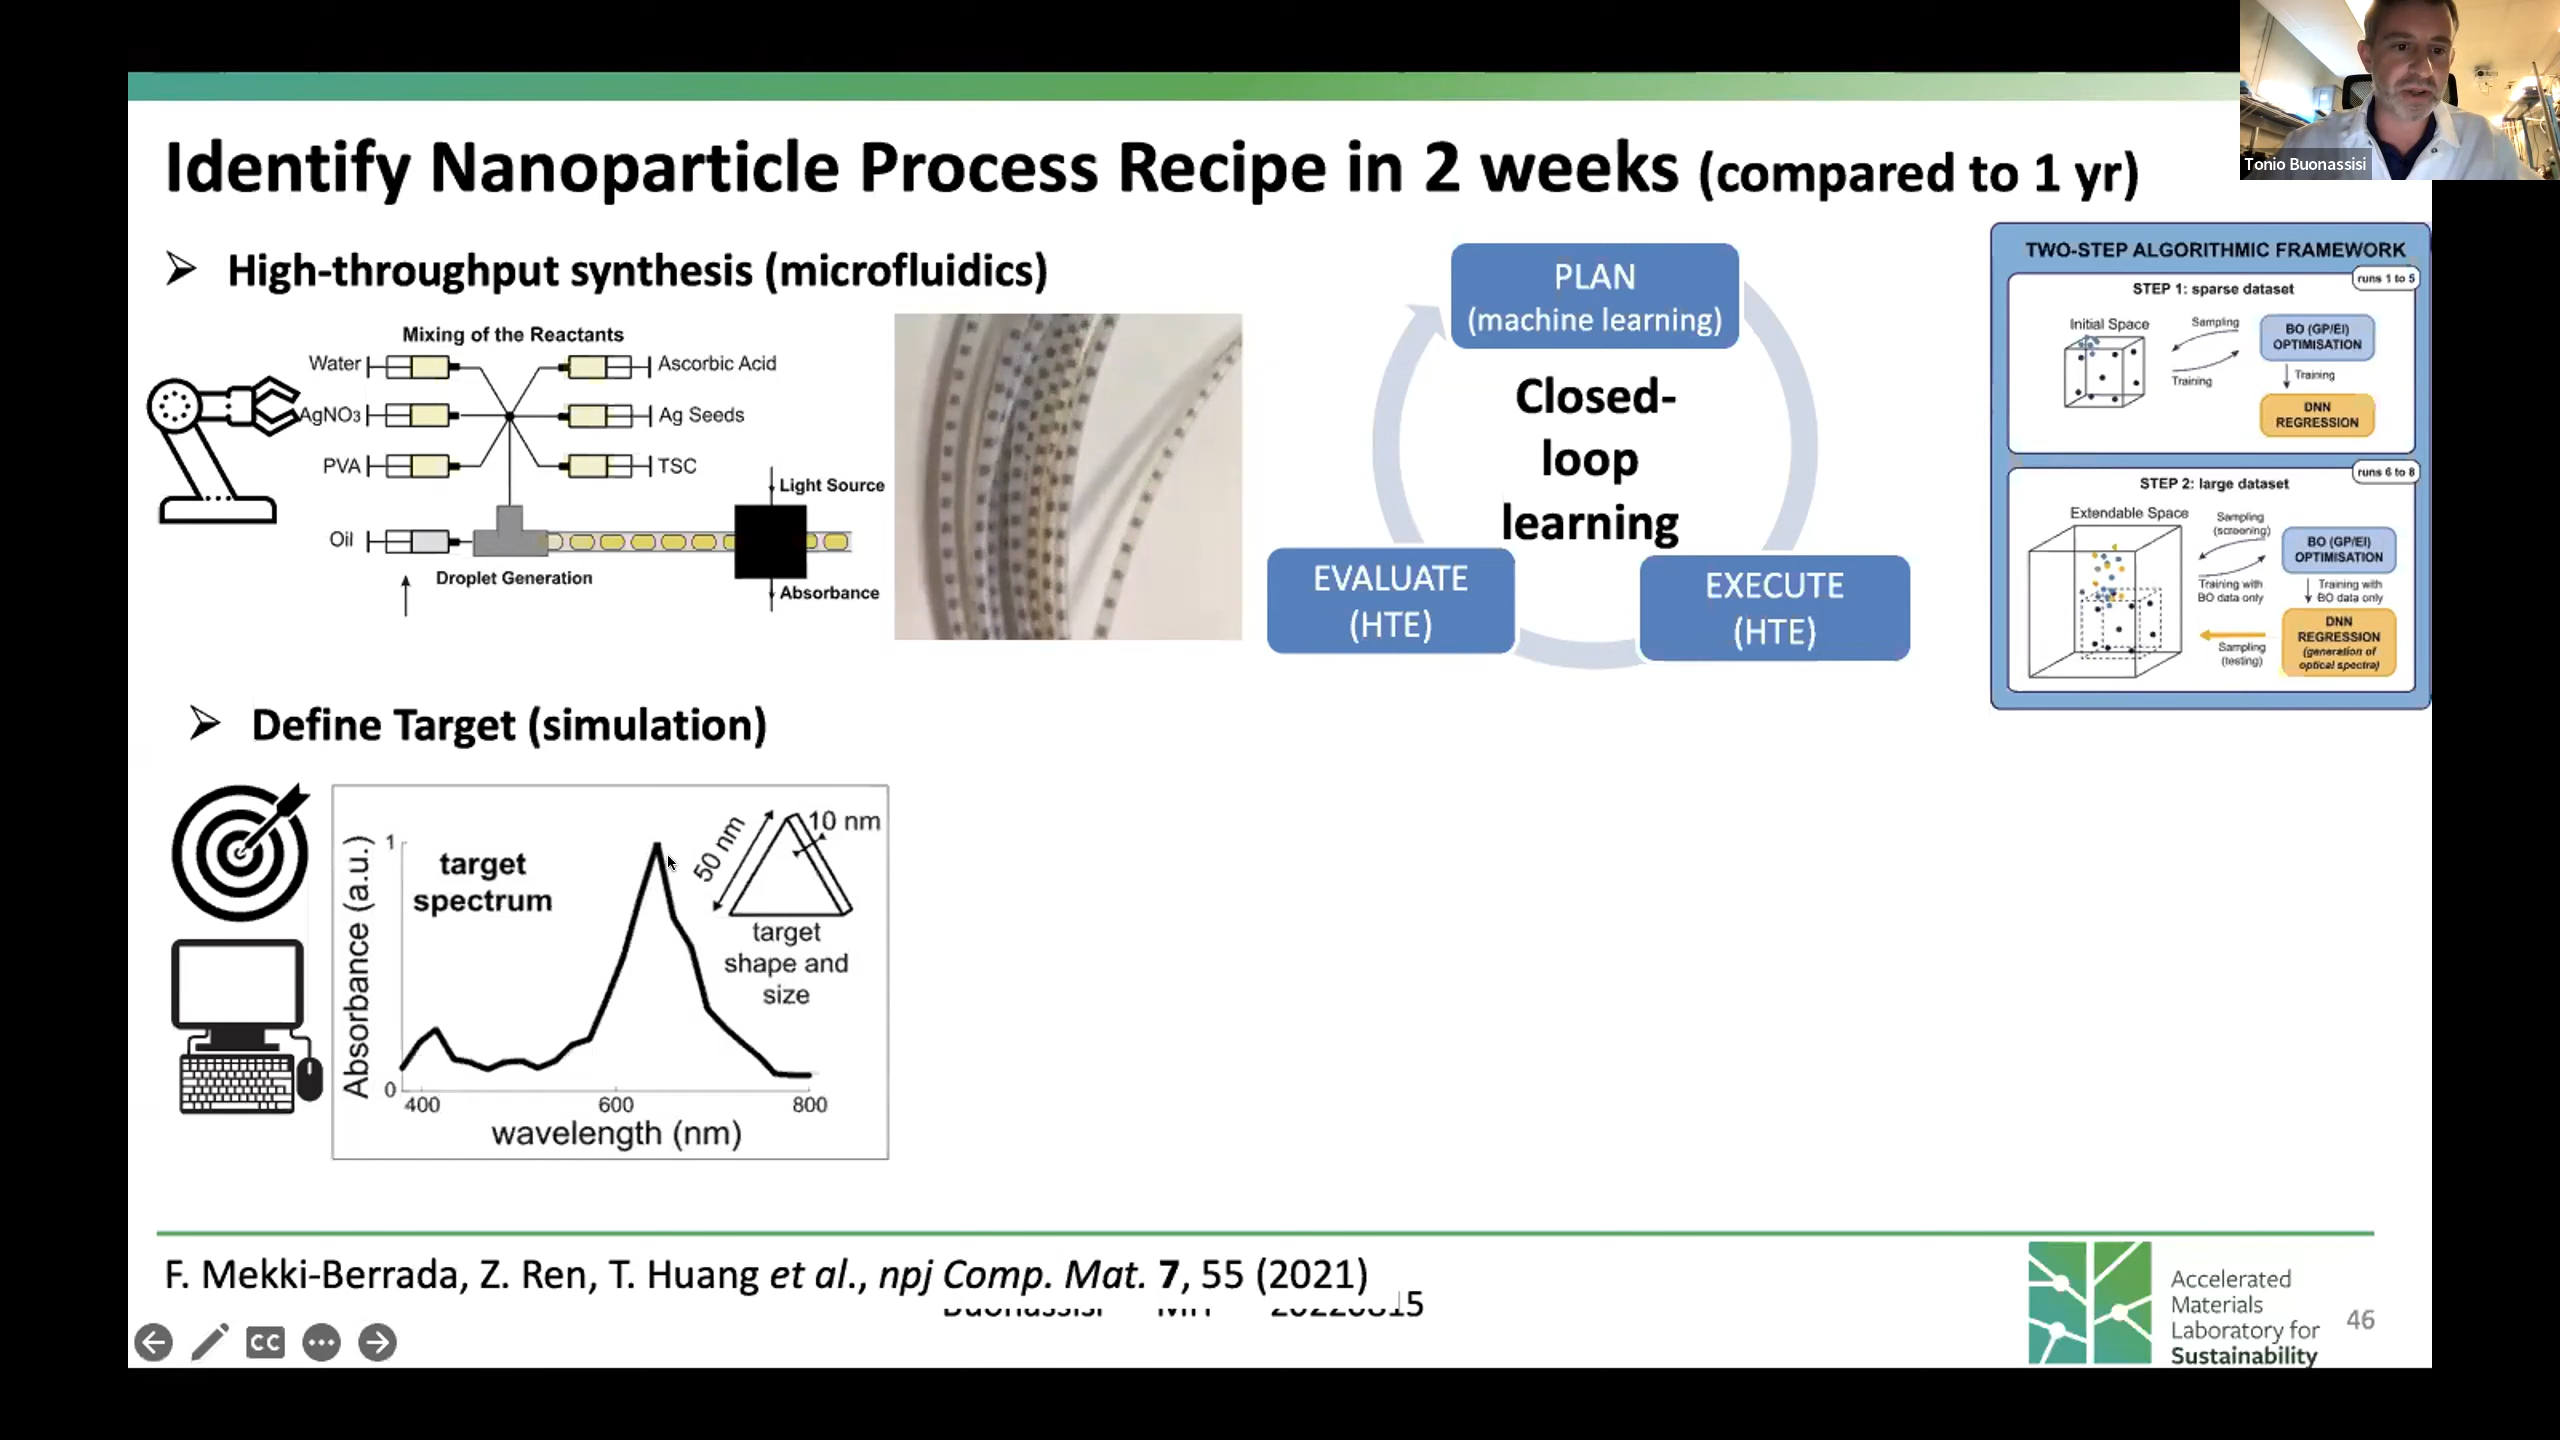 Tonio Buonassisi
Identify Nanoparticle Process Recipe in 2 weeks (compared to 1 yr)
➢ High-throughput synthesis (microfluidics)
Mixing of the Reactants
Water
Ascorbic Acid
AgNO3
Ag Seeds
PVA
TSC
Light Source
Oil
Droplet Generation
Absorbance
PLAN
(machine learning)
Closed-
loop
learning
EVALUATE
(HTE)
EXECUTE
(HTE)
TWO-STEP ALGORITHMIC FRAMEWORK
runs 1 to 5
STEP 1: sparse dataset
Initial Space
Sampling
Training
BO (GP/EI)
OPTIMISATION
Training
DNN
REGRESSION
runs 6 to 8
STEP 2: large dataset
Extendable Space
Sampling
(screening)
BO (GP/EI)
OPTIMISATION
Training with
BO data only
Training with
BO data only
DNN
REGRESSION
(generation of
optical spectra)
Sampling
(testing)
➢ Define Target (simulation)
Absorbance (a.u.)
1
0
target
spectrum
50 nm
10 nm
target
shape and
size
400
600
800
wavelength (nm)
F. Mekki-Berrada, Z. Ren, T. Huang et al., npj Comp. Mat. 7, 55 (2021)
CC
Accelerated
Materials
Laboratory for
Sustainability
46